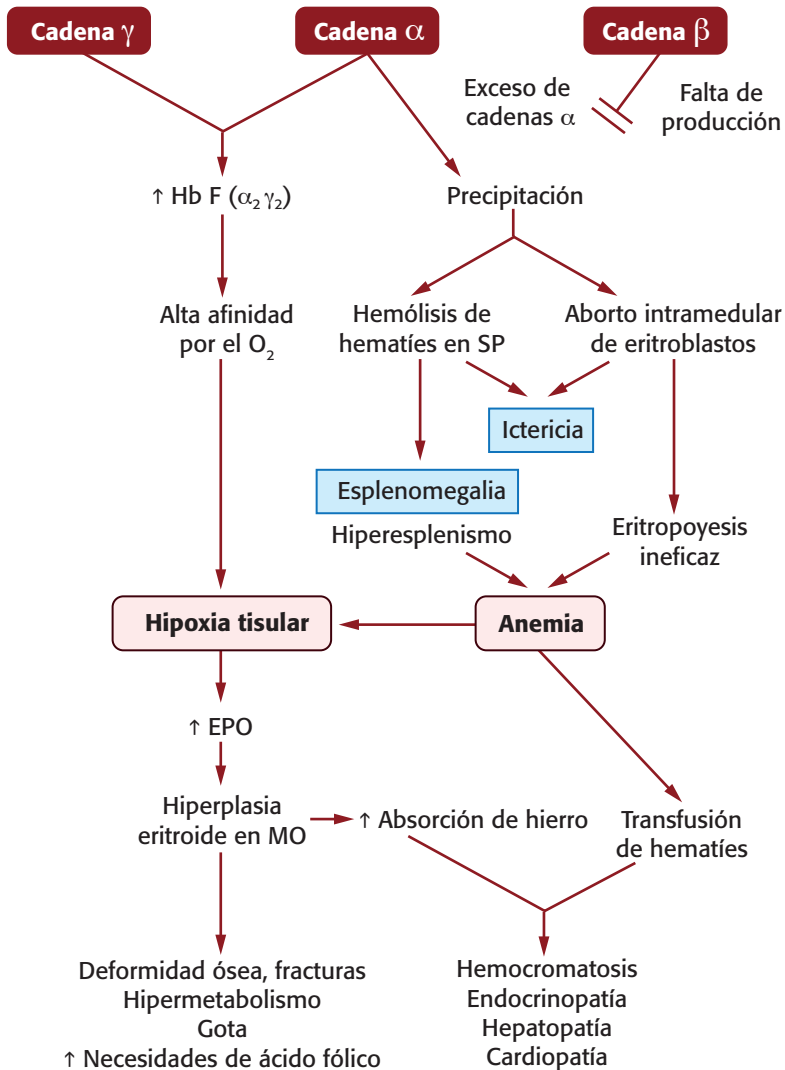 Cadena γ
Cadena α
Cadena β
Exceso de
cadenas α
Falta de
producción
↑ Hb F (α₂ γ₂)
Precipitación
Alta afinidad
por el O₂
Hemólisis de
hematíes en SP
Aborto intramedular
de eritroblastos
Ictericia
Esplenomegalia
Hiperesplenismo
Eritropoyesis
ineficaz
Hipoxia tisular
Anemia
↑ EPO
Hiperplasia
eritroide en MO
↑ Absorción de hierro
Transfusión
de hematíes
Deformidad ósea, fracturas
Hipermetabolismo
Gota
↑ Necesidades de ácido fólico
Hemocromatosis
Endocrinopatía
Hepatopatía
Cardiopatía